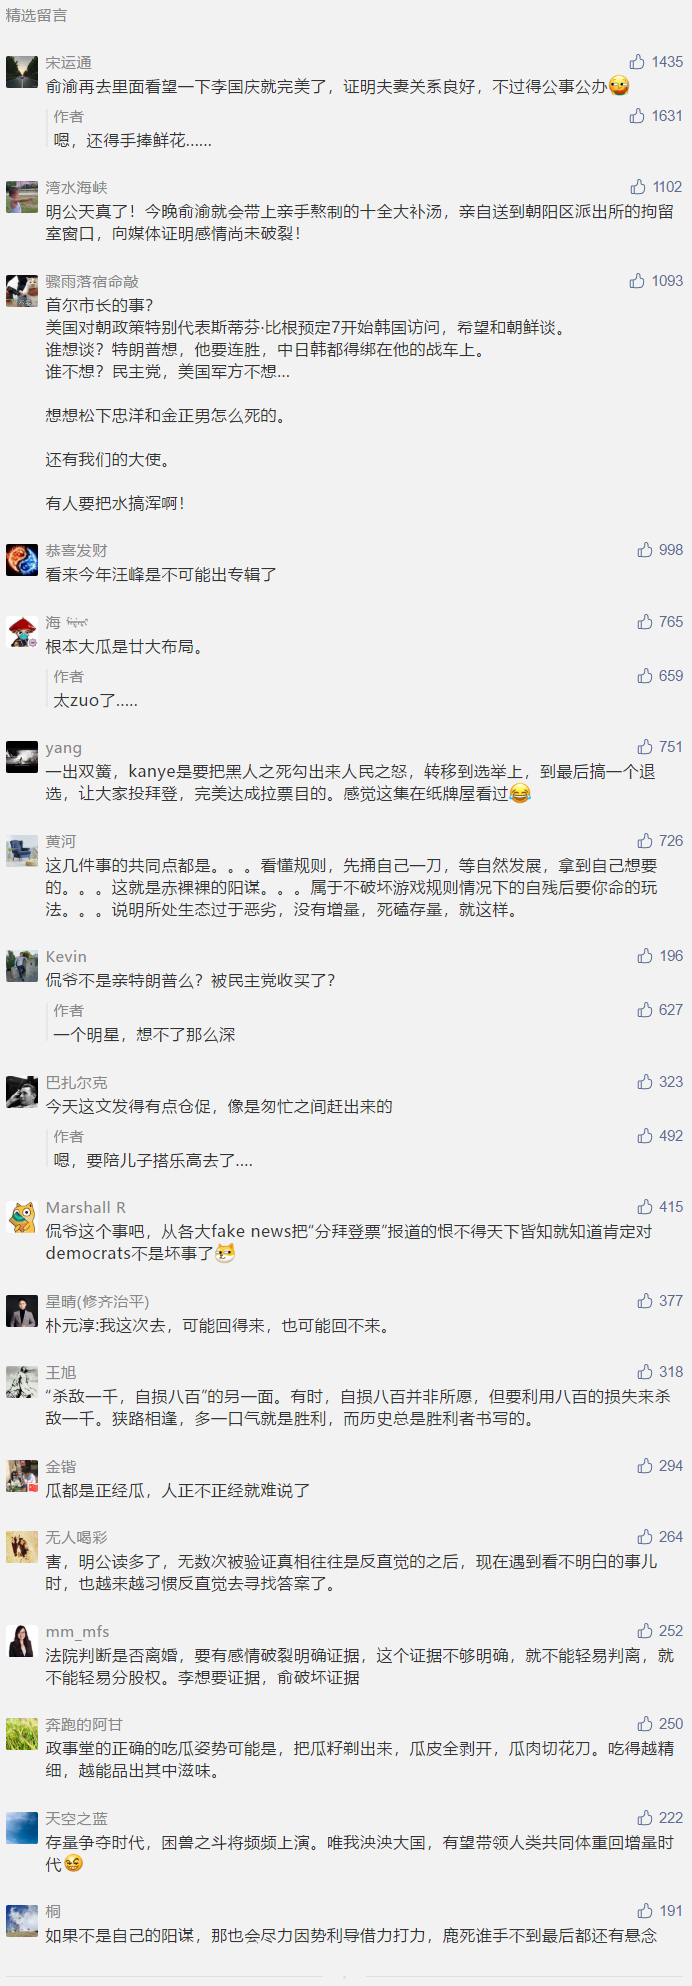 精选留言
宋运通
1435
俞渝再去里面看望一下李国庆就完美了，证明夫妻关系良好，不过得公事公办
作者
1631
嗯，还得手捧鲜花......
湾水海峡
1102
明公天真了！今晚俞渝就会带上亲手熬制的十全大补汤，亲自送到朝阳区派出所的拘留
室窗口，向媒体证明感情尚未破裂！
骤雨落宿命敲
1093
首尔市长的事？
美国对朝政策特别代表斯蒂芬·比根预定7开始韩国访问，希望和朝鲜谈。
谁想谈？特朗普想，他要连胜，中日韩都得绑在他的战车上。
谁不想？民主党，美国军方不想...
想想松下忠洋和金正男怎么死的。
还有我们的大使。
有人要把水搞浑啊！
恭喜发财
998
看来今年汪峰是不可能出专辑了
海
765
根本大瓜是廿大布局。
作者
659
太zuo了.....
yang
751
一出双簧，kanye是要把黑人之死勾出来人民之怒，转移到选举上，到最后搞一个退
选，让大家投拜登，完美达成拉票目的。感觉这集在纸牌屋看过
黄河
726
这几件事的共同点都是。。。看懂规则，先捅自己一刀，等自然发展，拿到自己想要
的。。。这就是赤裸裸的阳谋。。。属于不破坏游戏规则情况下的自残后要你命的玩
法。。。说明所处生态过于恶劣，没有增量，死磕存量，就这样。
Kevin
196
侃爷不是亲特朗普么？被民主党收买了？
作者
627
一个明星，想不了那么深
巴扎尔克
323
今天这文发得有点仓促，像是匆忙之间赶出来的
作者
492
嗯，要陪儿子搭乐高去了....
Marshall R
415
侃爷这个事吧，从各大fake news把“分拜登票”报道的恨不得天下皆知就知道肯定对
democrats不是坏事了
星晴(修齐治平)
377
朴元淳:我这次去，可能回得来，也可能回不来。
王旭
318
“杀敌一千，自损八百”的另一面。有时，自损八百并非所愿，但要利用八百的损失来杀
敌一千。狭路相逢，多一口气就是胜利，而历史总是胜利者书写的。
金锴
294
瓜都是正经瓜，人正不正经就难说了
无人喝彩
264
害，明公读多了，无数次被验证真相往往是反直觉的之后，现在遇到看不明白的事儿
时，也越来越习惯反直觉去寻找答案了。
mm_mfs
252
法院判断是否离婚，要有感情破裂明确证据，这个证据不够明确，就不能轻易判离，就
不能轻易分股权。李想要证据，俞破坏证据
奔跑的阿甘
250
政事堂的正确的吃瓜姿势可能是，把瓜籽剔出来，瓜皮全剥开，瓜肉切花刀。吃得越精
细，越能品出其中滋味。
天空之蓝
222
存量争夺时代，困兽之斗将频频上演。唯我泱泱大国，有望带领人类共同体重回增量时
代
桐
191
如果不是自己的阳谋，那也会尽力因势利导借力打力，鹿死谁手不到最后都还有悬念